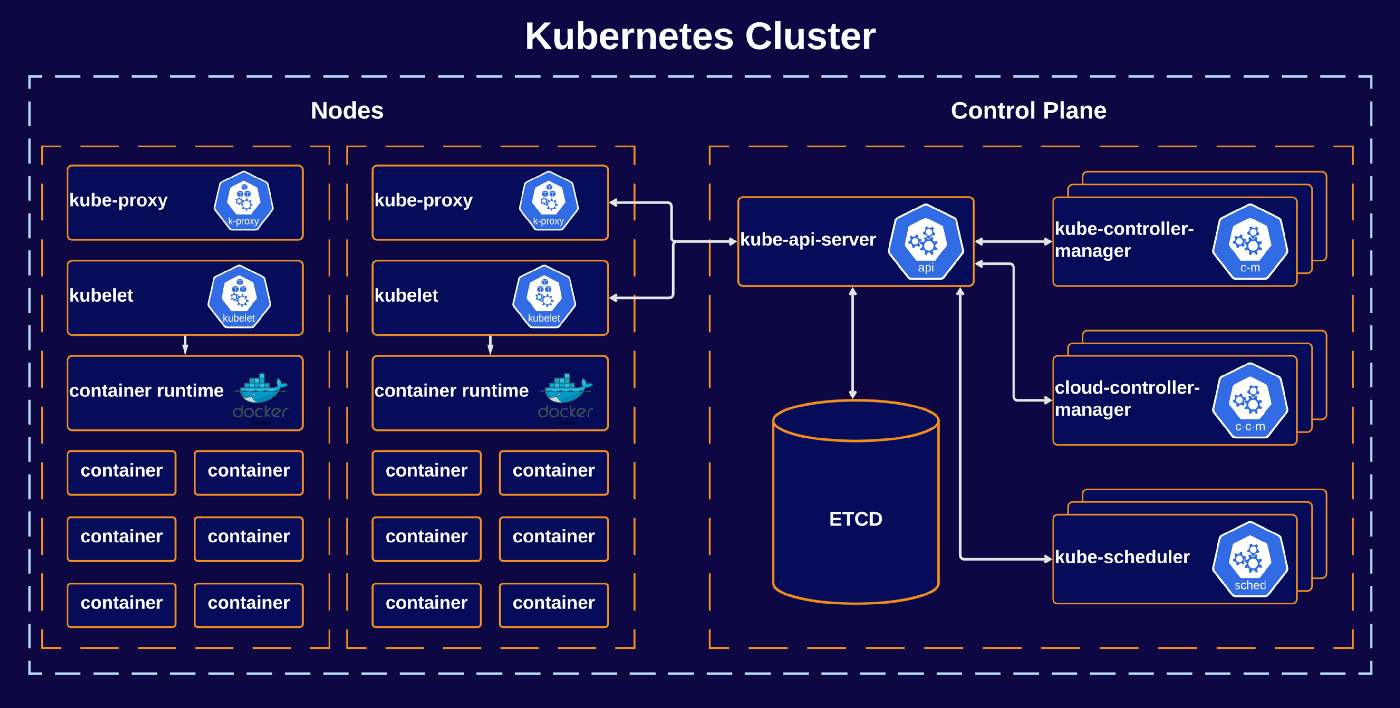 Kubernetes Cluster
Nodes
kube-proxy
k-proxy
kubelet
kubelet
container runtime
docker
container
container
container
container
container
container
kube-proxy
k-proxy
kubelet
kubelet
container runtime
docker
container
container
container
container
container
container
Control Plane
kube-api-server
api
ETCD
kube-controller-
manager
c-m
cloud-controller-
manager
c-c-m
kube-scheduler
sched